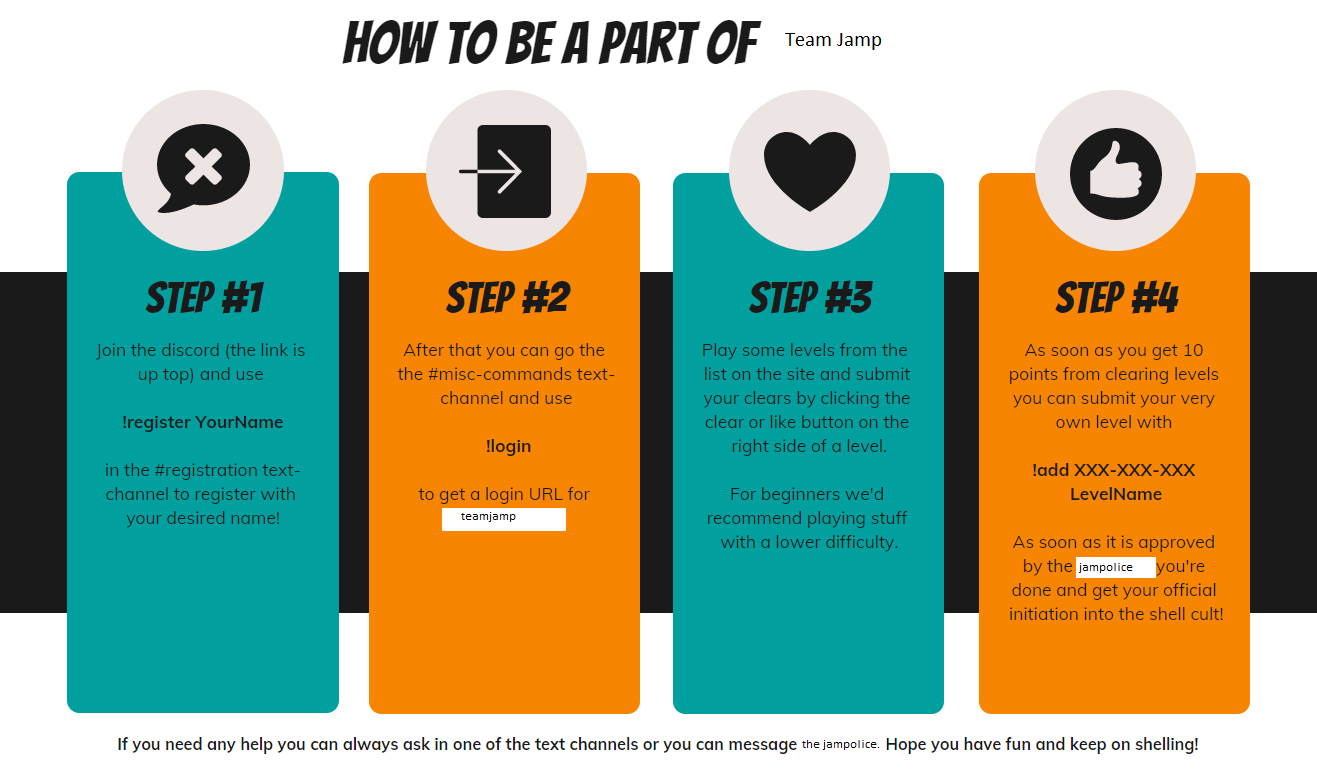 HOW TO BE A PART OF Team Jamp
STEP #1
Join the discord (the link is
up top) and use
!register YourName
in the #registration text-
channel to register with
your desired name!
STEP #2
After that you can go the
the #misc-commands text-
channel and use
!login
to get a login URL for
teamjamp
STEP #3
Play some levels from the
list on the site and submit
your clears by clicking the
clear or like button on the
right side of a level.
For beginners we'd
recommend playing stuff
with a lower difficulty.
STEP #4
As soon as you get 10
points from clearing levels
you can submit your very
own level with
!add XXX-XXX-XXX
LevelName
As soon as it is approved
by the jampolice you're
done and get your official
initiation into the shell cult!
If you need any help you can always ask in one of the text channels or you can message the jampolice. Hope you have fun and keep on shelling!